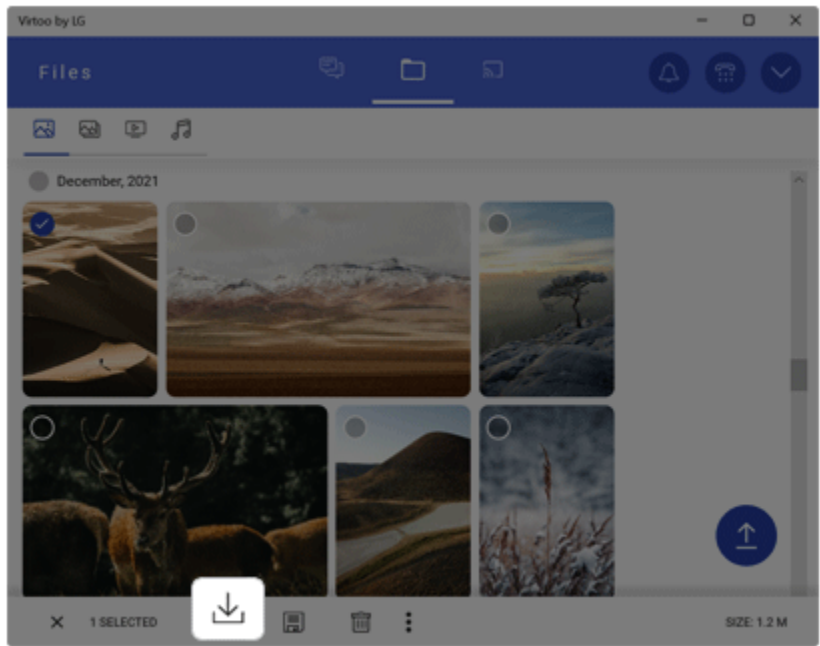 Virtoo by LG
Files
December, 2021
1 SELECTED
SIZE: 1.2 M